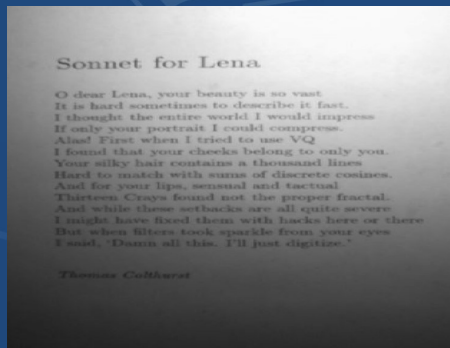 Sonnet for Lena
O dear Lena, your beauty is so vast
It is hard sometimes to describe it fast.
I thought the entire world I would impress
If only your portrait I could compress.
Alas! First when I tried to use VQ
I found that your cheeks belong to only you.
Your silky hair contains a thousand lines
Hard to match with sums of discrete cosines.
And for your lips, sensual and tactual
Thirteen Crays found not the proper fractal.
And while these setbacks are all quite severe
I might have fixed them with hacks here or there
But when filters took sparkle from your eyes
I said, 'Damn all this. I'll just digitize.'
Thomas Colthurst